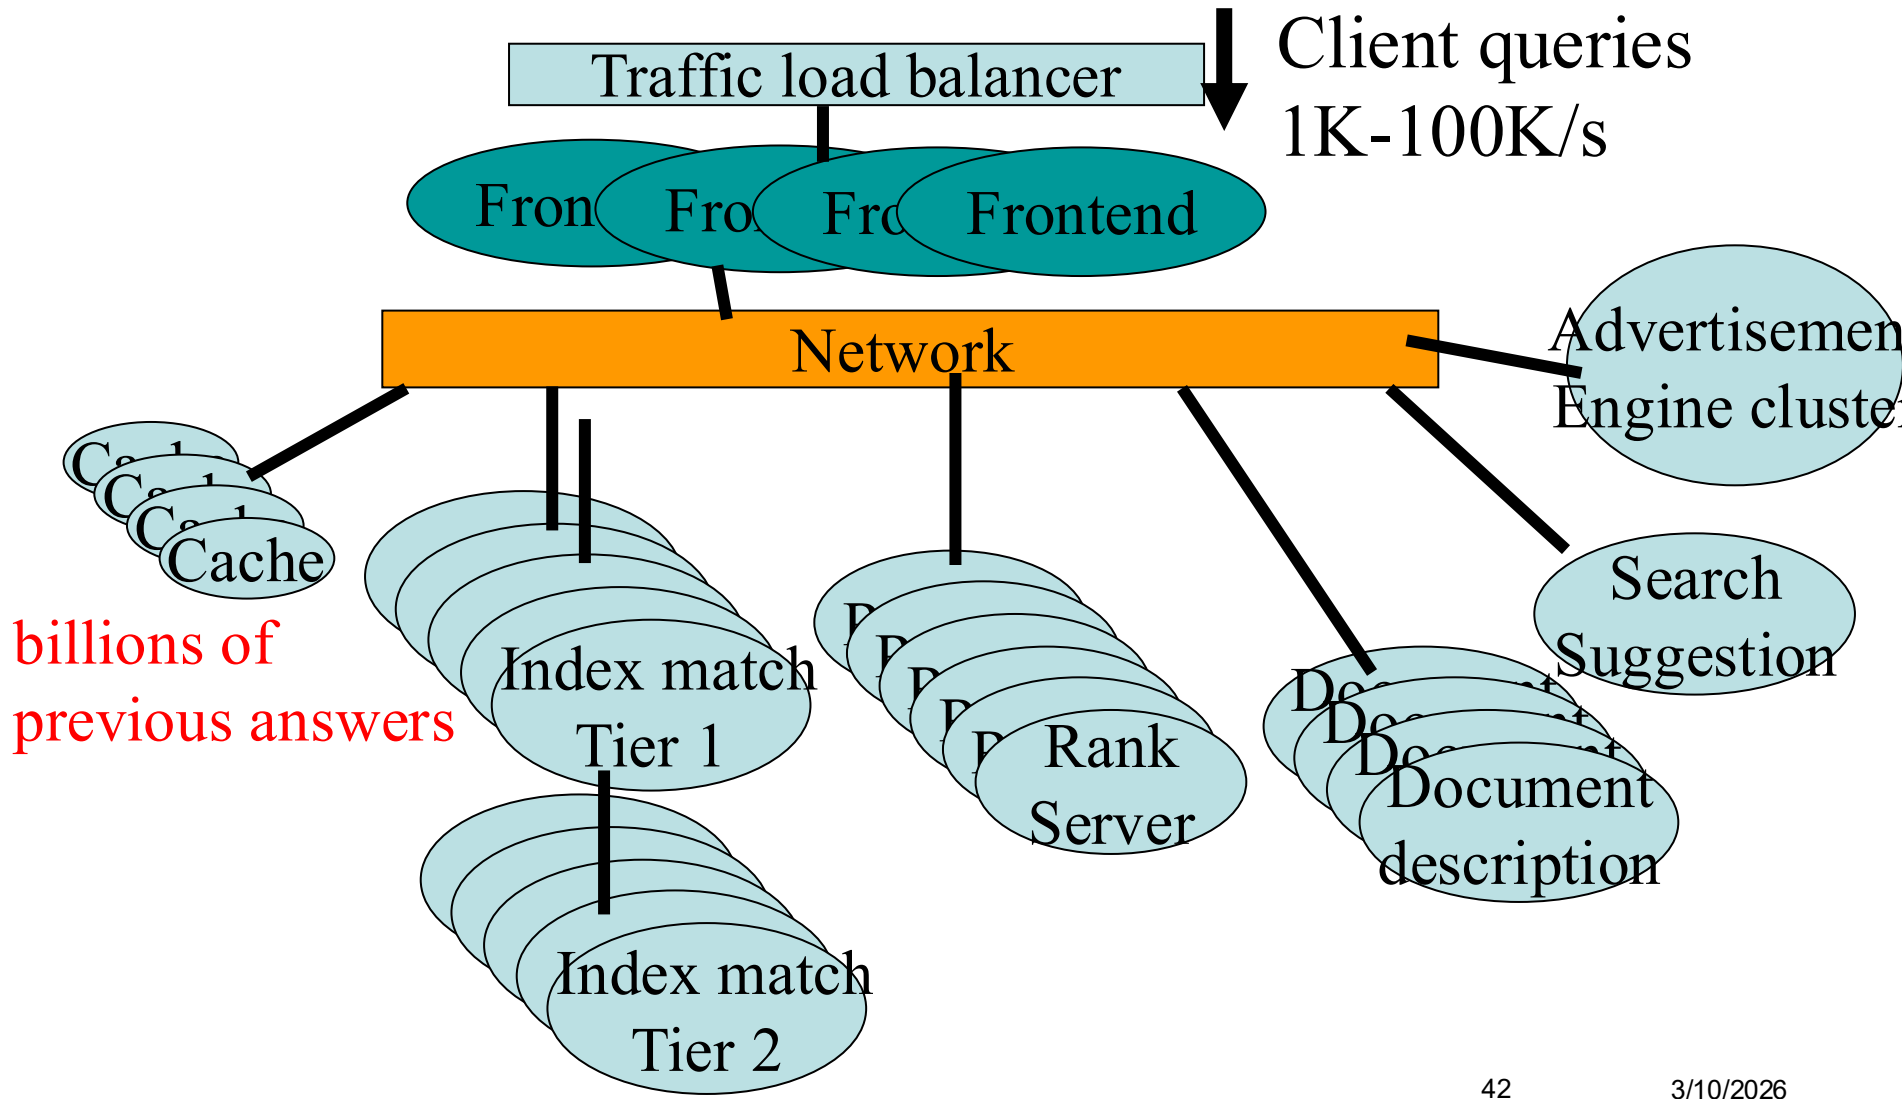 Traffic load balancer
Client queries
1K-100K/s
Frontend
Network
Advertisemen
Engine cluster
Cache
billions of
previous answers
Index match
Tier 1
Rank
Server
Search
Suggestion
Document
description
Index match
Tier 2
42
3/10/2026